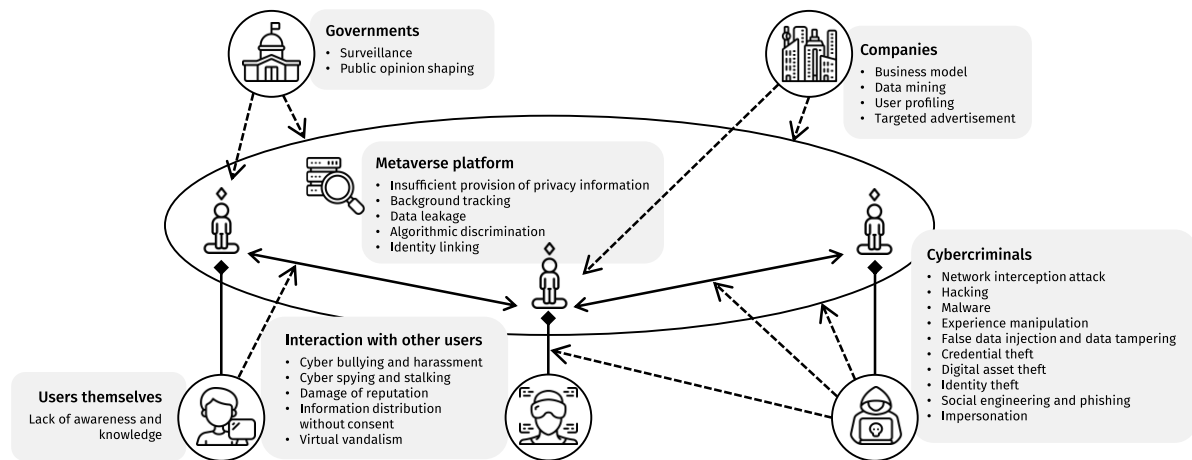 Governments
• Surveillance
• Public opinion shaping
Companies
• Business model
• Data mining
• User profiling
• Targeted advertisement
Metaverse platform
• Insufficient provision of privacy information
• Background tracking
• Data leakage
• Algorithmic discrimination
• Identity linking
Cybercriminals
• Network interception attack
• Hacking
• Malware
• Experience manipulation
• False data injection and data tampering
• Credential theft
• Digital asset theft
• Identity theft
• Social engineering and phishing
• Impersonation
Interaction with other users
• Cyber bullying and harassment
• Cyber spying and stalking
• Damage of reputation
• Information distribution
without consent
• Virtual vandalism
Users themselves
Lack of awareness and
knowledge